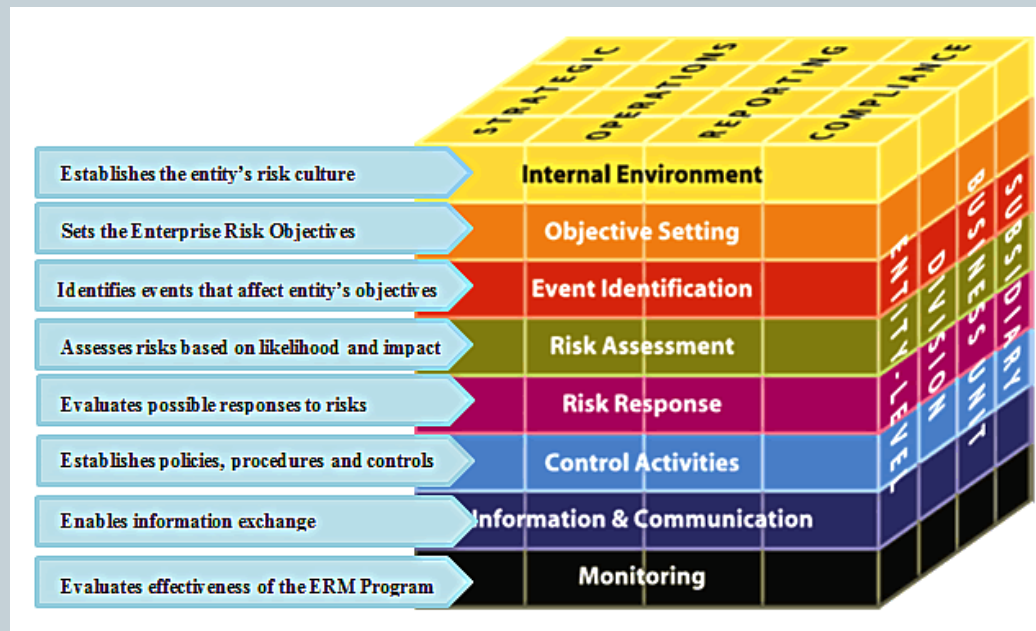 STRATEGIC
OPERATIONS
REPORTING
COMPLIANCE
Establishes the entity’s risk culture
Internal Environment
Sets the Enterprise Risk Objectives
Objective Setting
Identifies events that affect entity’s objectives
Event Identification
Assesses risks based on likelihood and impact
Risk Assessment
Evaluates possible responses to risks
Risk Response
Establishes policies, procedures and controls
Control Activities
Enables information exchange
Information & Communication
Evaluates effectiveness of the ERM Program
Monitoring
ENTITY-LEVEL
DIVISION
BUSINESS UNIT
SUBSIDIARY